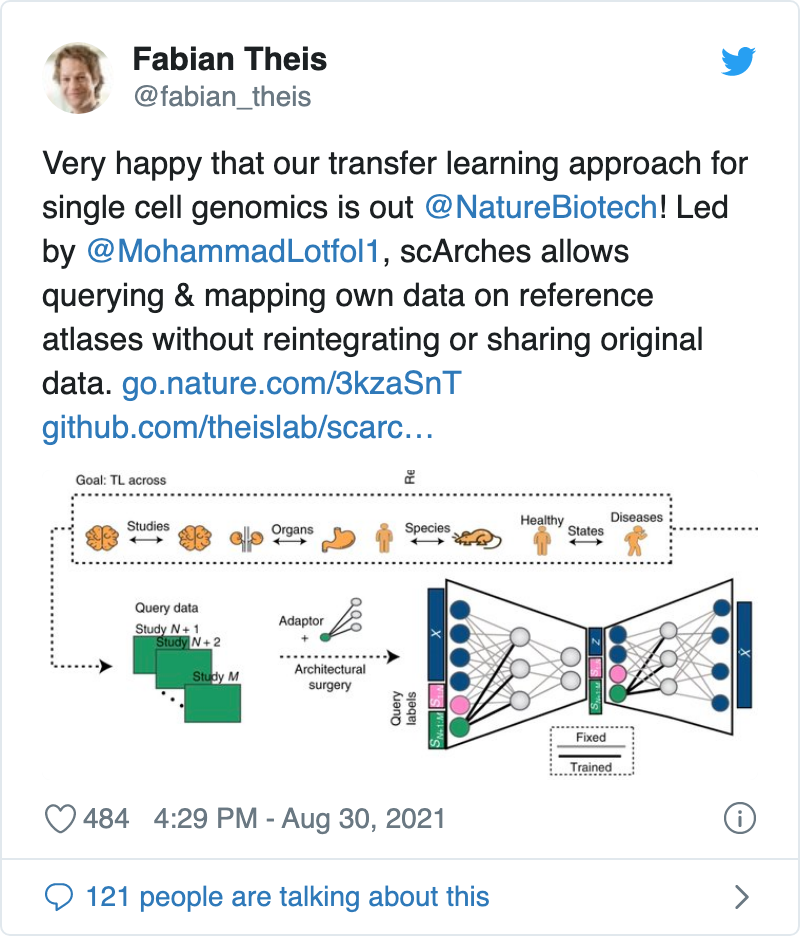 Fabian Theis
@fabian_theis
Very happy that our transfer learning approach for
single cell genomics is out @NatureBiotech! Led
by @MohammadLotfol1, scArches allows
querying & mapping own data on reference
atlases without reintegrating or sharing original
data. go.nature.com/3kzaSnT
github.com/theislab/scarc…
Goal: TL across
Re
Studies
Organs
Species
Healthy
States
Diseases
Query data
Study N + 1
Study N + 2
Study M
Adaptor
+
Architectural
surgery
Query
labels
X
S1:N
SN+1:M
Z
S1:N
SN+1:M
X̂
Fixed
Trained
484 4:29 PM - Aug 30, 2021
121 people are talking about this